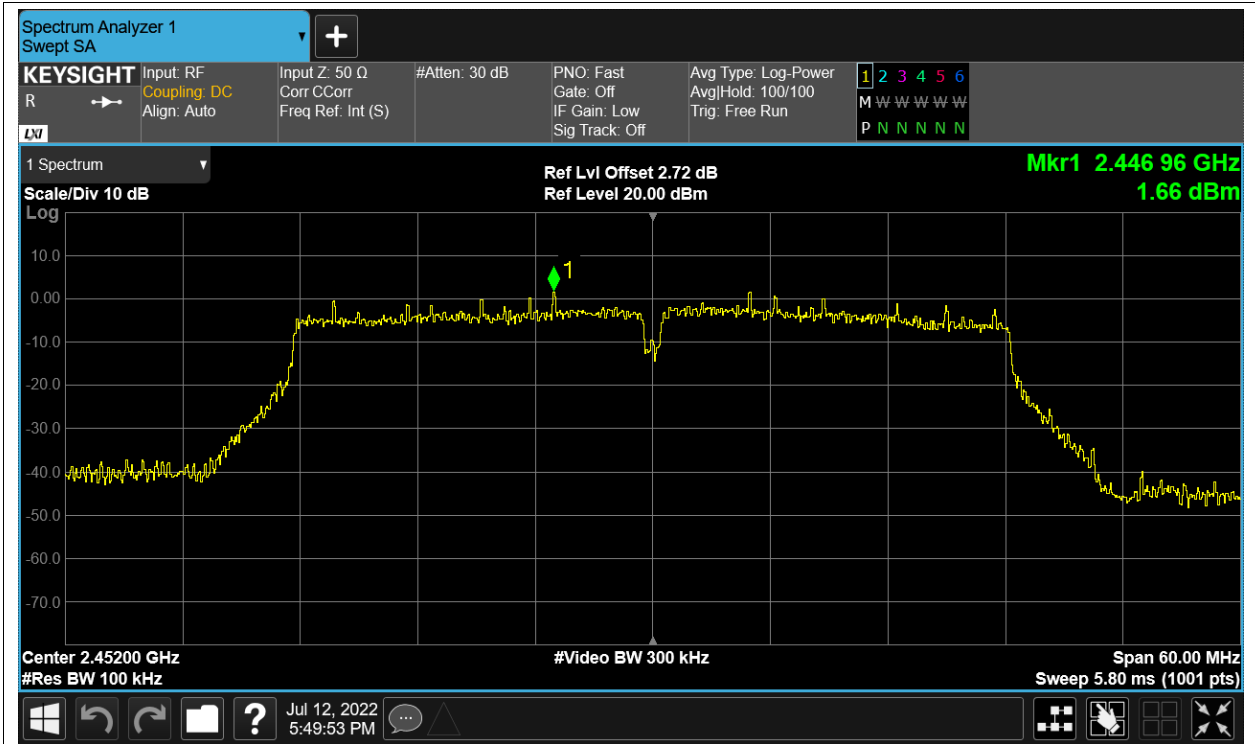 Spectrum Analyzer 1
Swept SA
KEYSIGHT
R
LXI
Input: RF
Coupling: DC
Align: Auto
Input Z: 50 Ω
Corr CCorr
Freq Ref: Int (S)
#Atten: 30 dB
PNO: Fast
Gate: Off
IF Gain: Low
Sig Track: Off
Avg Type: Log-Power
Avg|Hold: 100/100
Trig: Free Run
1 2 3 4 5 6
M W W W W W
P N N N N N
1 Spectrum
Scale/Div 10 dB
Log
Ref Lvl Offset 2.72 dB
Ref Level 20.00 dBm
Mkr1 2.446 96 GHz
1.66 dBm
1
10.0
0.00
-10.0
-20.0
-30.0
-40.0
-50.0
-60.0
-70.0
Center 2.45200 GHz
#Res BW 100 kHz
#Video BW 300 kHz
Span 60.00 MHz
Sweep 5.80 ms (1001 pts)
?
Jul 12, 2022
5:49:53 PM